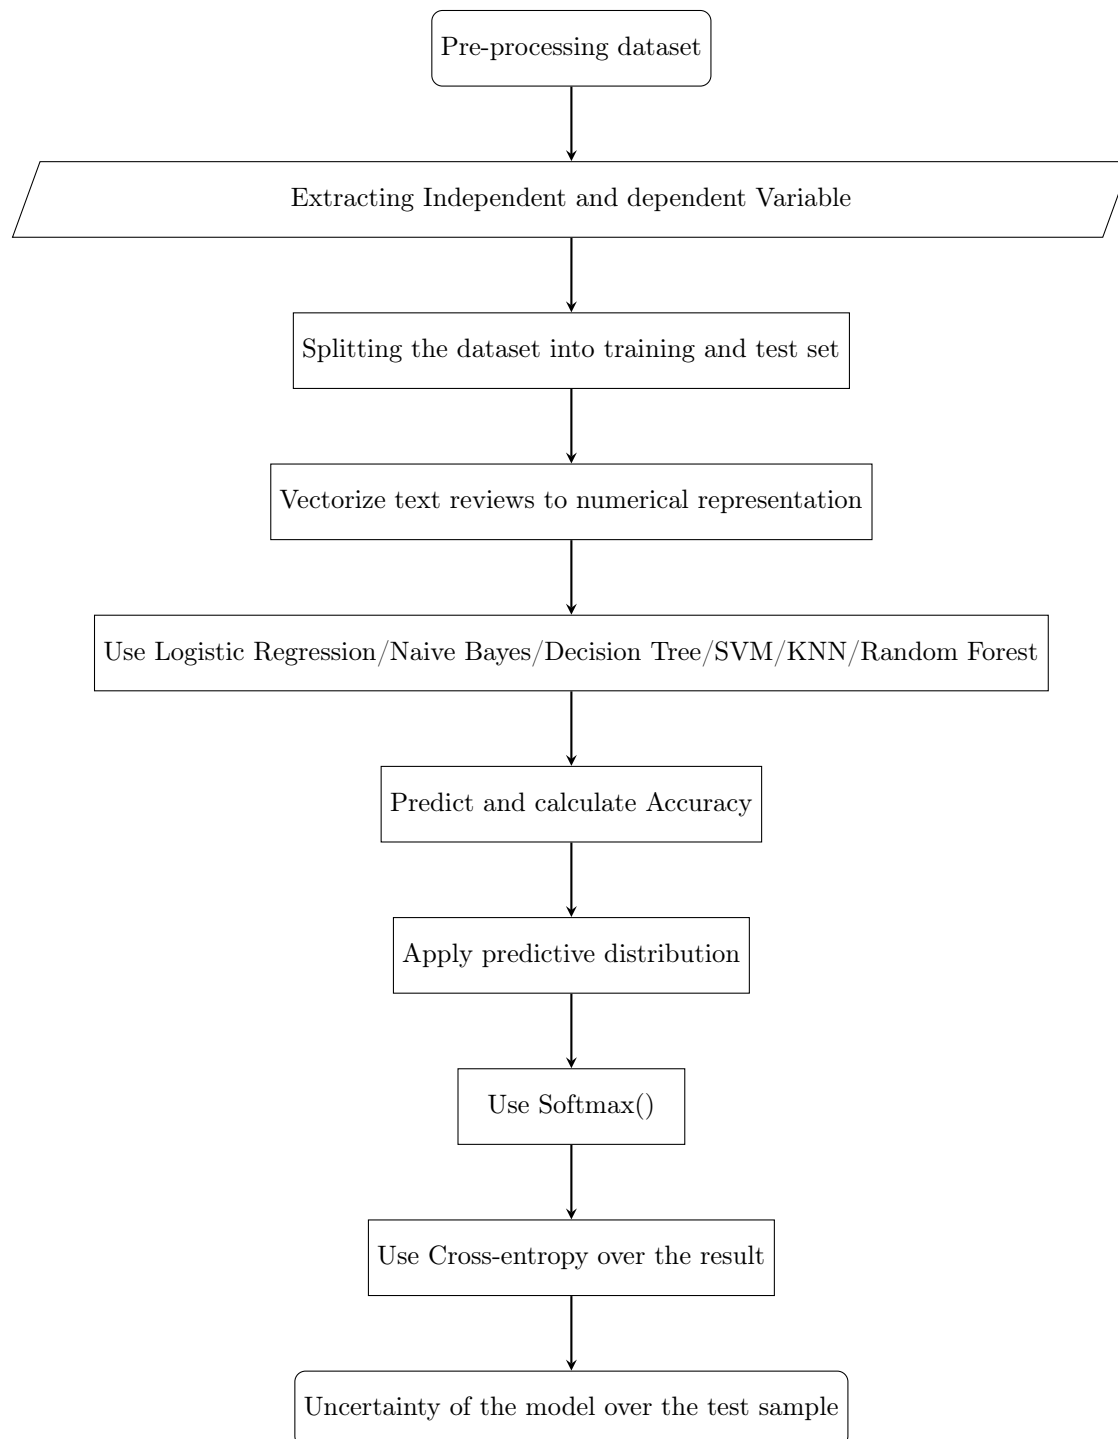 Pre-processing dataset
Extracting Independent and dependent Variable
Splitting the dataset into training and test set
Vectorize text reviews to numerical representation
Use Logistic Regression/Naive Bayes/Decision Tree/SVM/KNN/Random Forest
Predict and calculate Accuracy
Apply predictive distribution
Use Softmax()
Use Cross-entropy over the result
Uncertainty of the model over the test sample